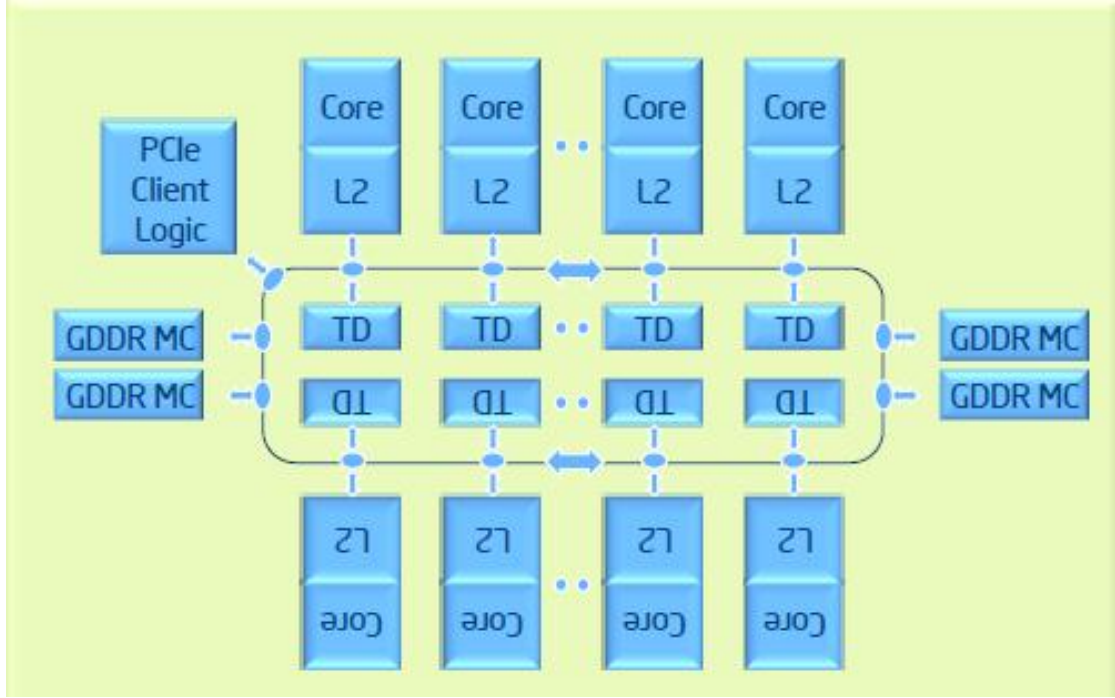 Core Core Core Core
PCIe
Client
Logic
L2 L2 L2 L2
GDDR MC TD TD TD TD GDDR MC
GDDR MC TD TD TD TD GDDR MC
L2 L2 L2 L2
Core Core Core Core